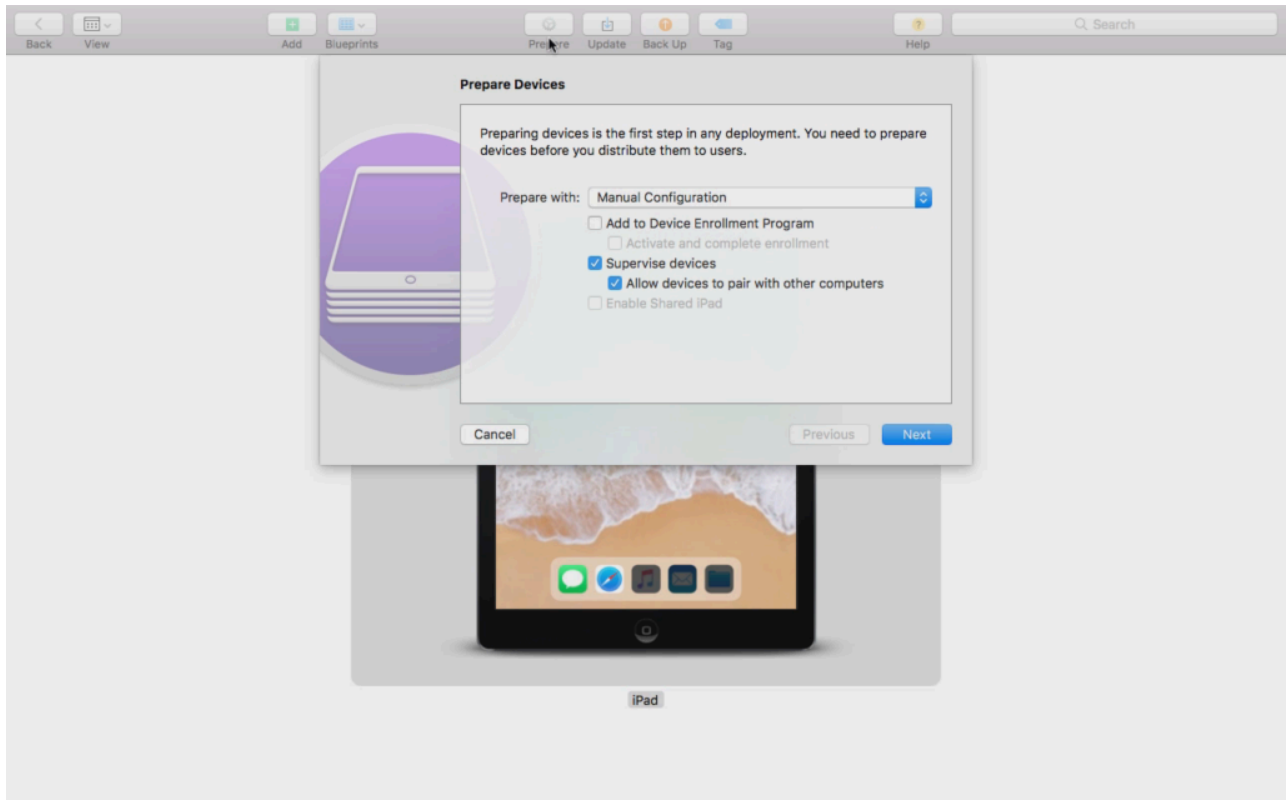 Back
View
Add
Blueprints
Prepare
Update
Back Up
Tag
Help
Search
Prepare Devices
Preparing devices is the first step in any deployment. You need to prepare
devices before you distribute them to users.
Prepare with: Manual Configuration
Add to Device Enrollment Program
Activate and complete enrollment
Supervise devices
Allow devices to pair with other computers
Enable Shared iPad
Cancel
Previous
Next
iPad